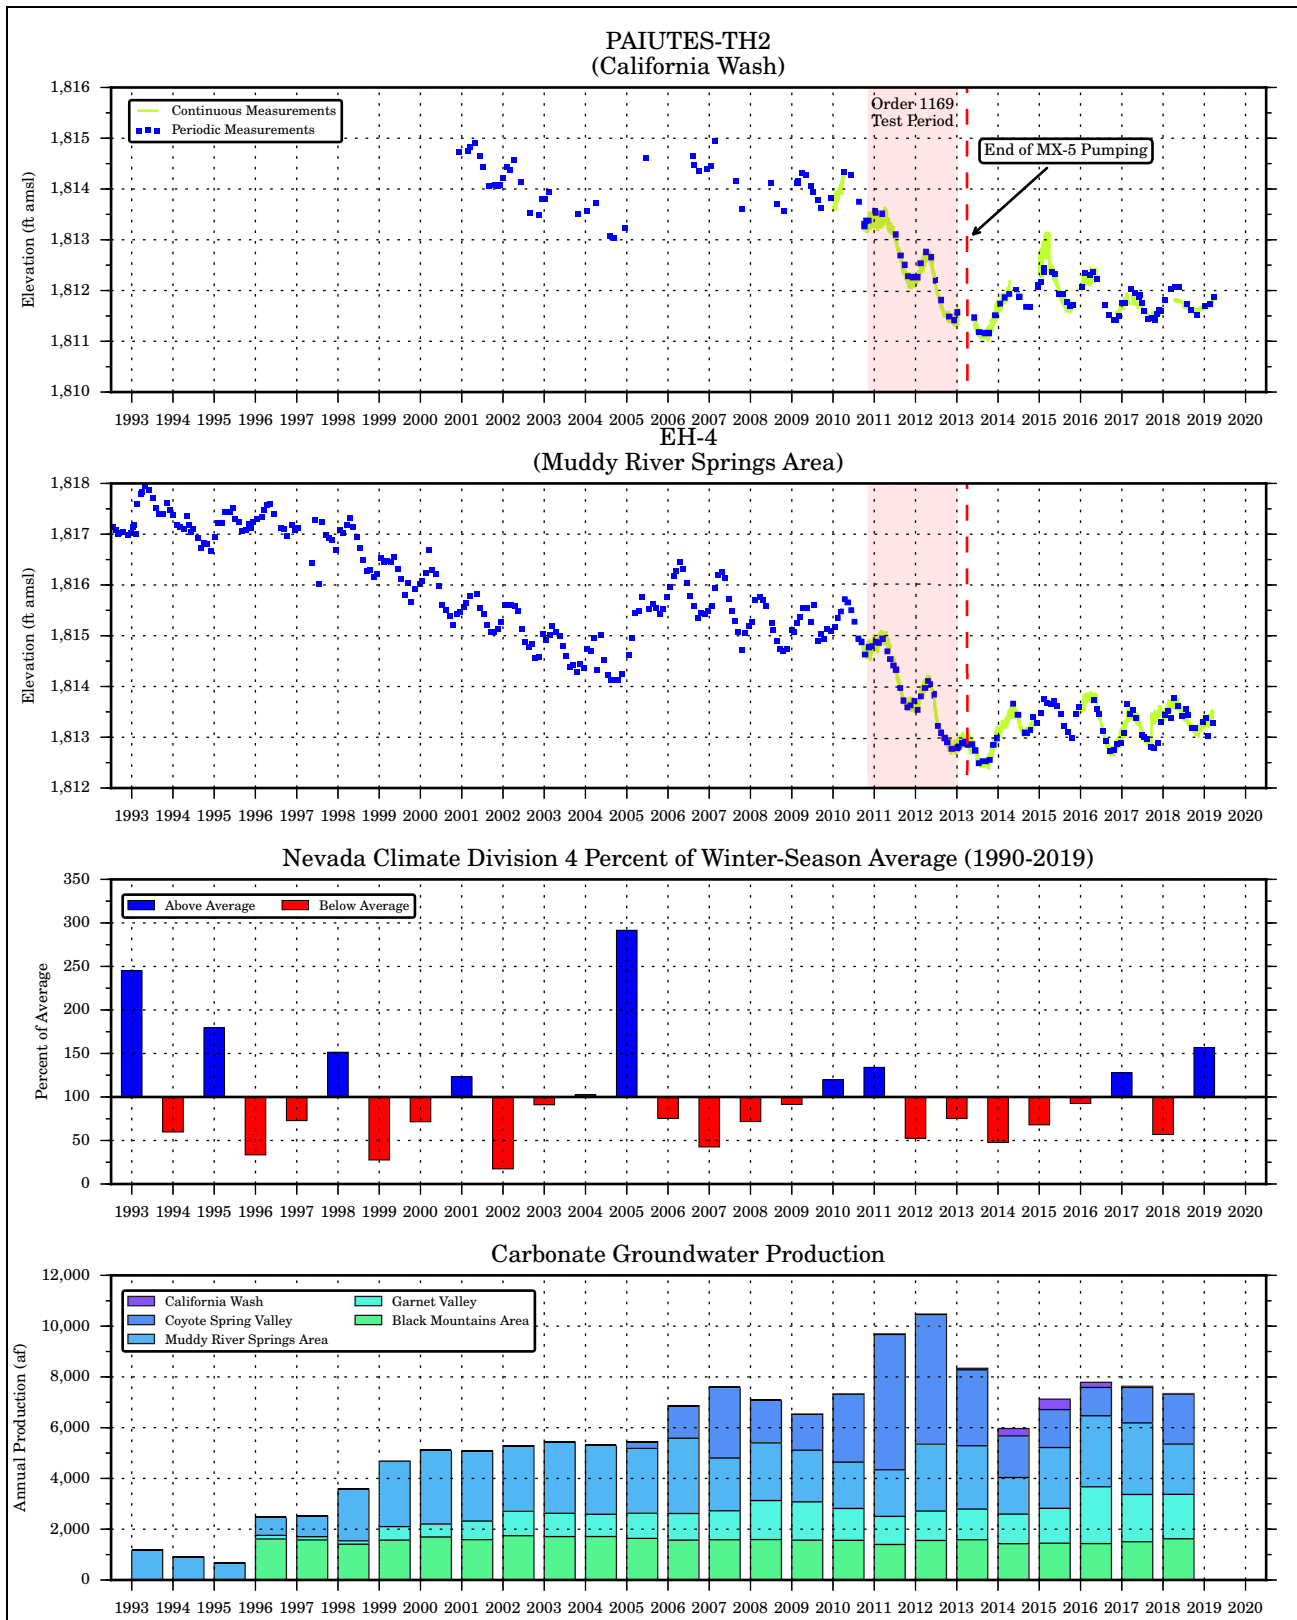 PAIUTES-TH2
(California Wash)
1,816
1,815
1,814
1,813
1,812
1,811
1,810
Elevation (ft amsl)
Continuous Measurements
Periodic Measurements
Order 1169
Test Period
End of MX-5 Pumping
1993 1994 1995 1996 1997 1998 1999 2000 2001 2002 2003 2004 2005 2006 2007 2008 2009 2010 2011 2012 2013 2014 2015 2016 2017 2018 2019 2020
EH-4
(Muddy River Springs Area)
1,818
1,817
1,816
1,815
1,814
1,813
1,812
Elevation (ft amsl)
1993 1994 1995 1996 1997 1998 1999 2000 2001 2002 2003 2004 2005 2006 2007 2008 2009 2010 2011 2012 2013 2014 2015 2016 2017 2018 2019 2020
Nevada Climate Division 4 Percent of Winter-Season Average (1990-2019)
350
300
250
200
150
100
50
0
Percent of Average
Above Average
Below Average
1993 1994 1995 1996 1997 1998 1999 2000 2001 2002 2003 2004 2005 2006 2007 2008 2009 2010 2011 2012 2013 2014 2015 2016 2017 2018 2019 2020
Carbonate Groundwater Production
12,000
10,000
8,000
6,000
4,000
2,000
0
Annual Production (af)
California Wash
Coyote Spring Valley
Muddy River Springs Area
Garnet Valley
Black Mountains Area
1993 1994 1995 1996 1997 1998 1999 2000 2001 2002 2003 2004 2005 2006 2007 2008 2009 2010 2011 2012 2013 2014 2015 2016 2017 2018 2019 2020